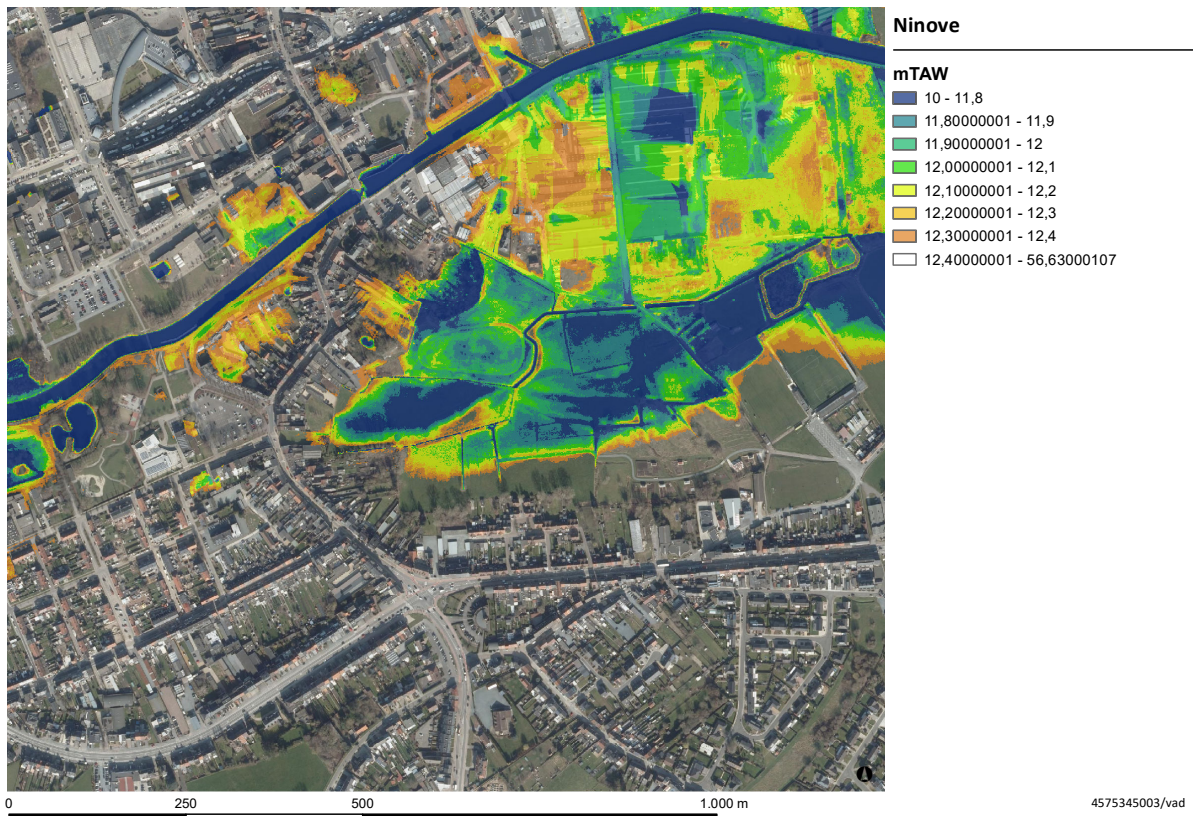 Ninove
mTAW
10 - 11,8
11,80000001 - 11,9
11,90000001 - 12
12,00000001 - 12,1
12,10000001 - 12,2
12,20000001 - 12,3
12,30000001 - 12,4
12,40000001 - 56,63000107
0 250 500 1.000 m
4575345003/vad